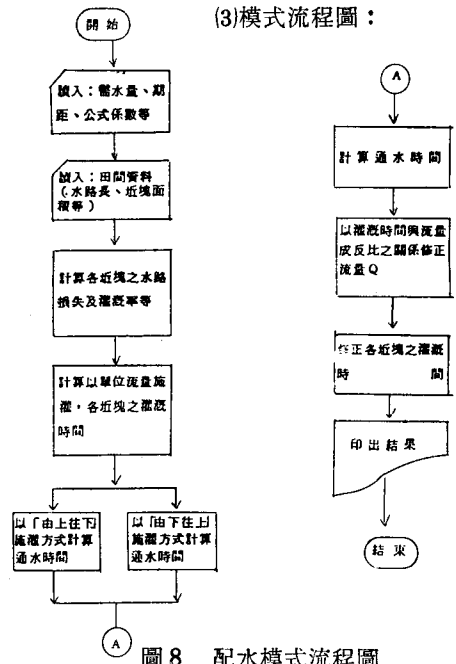 (3)模式流程圖：
開始
讀入：需水量、期
距、公式係數等
讀入：田間資料
（水路長、坵塊面
積等）
計算各坵塊之水路
損失及灌溉率等
計算以單位流量施
灌，各坵塊之灌溉
時間
以「由上往下」
施灌方式計算
通水時間
以「由下往上」
施灌方式計算
通水時間
A
A
計算通水時間
以灌溉時間與流量
成反比之關係修正
流量Q
修正各坵塊之灌溉
時間
印出結果
結束
圖8 配水模式流程圖